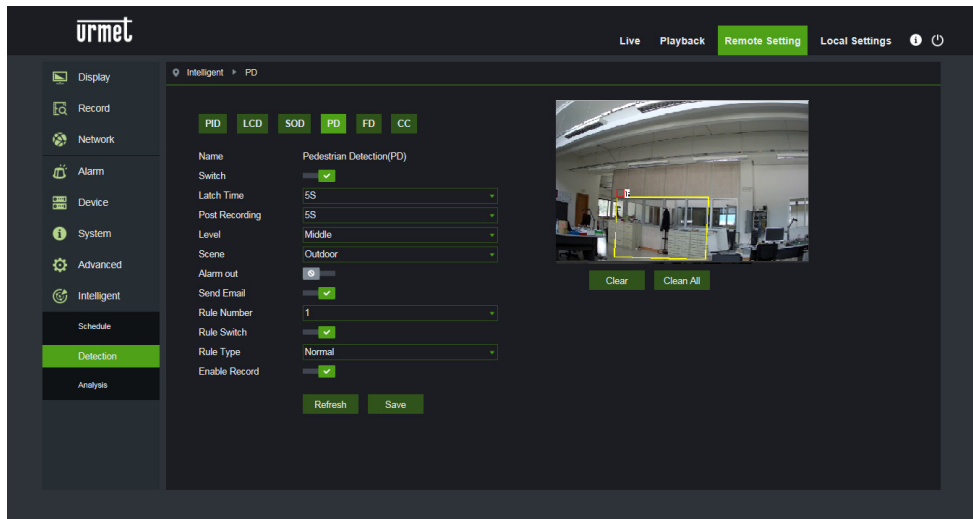 urmet
Live Playback Remote Setting Local Settings
Display
Record
Network
Alarm
Device
System
Advanced
Intelligent
Schedule
Detection
Analysis
Intelligent PD
PID LCD SOD PD FD CC
Name Pedestrian Detection(PD)
Switch
Latch Time 5S
Post Recording 5S
Level Middle
Scene Outdoor
Alarm out
Send Email
Rule Number 1
Rule Switch
Rule Type Normal
Enable Record
Refresh Save
Clear Clean All